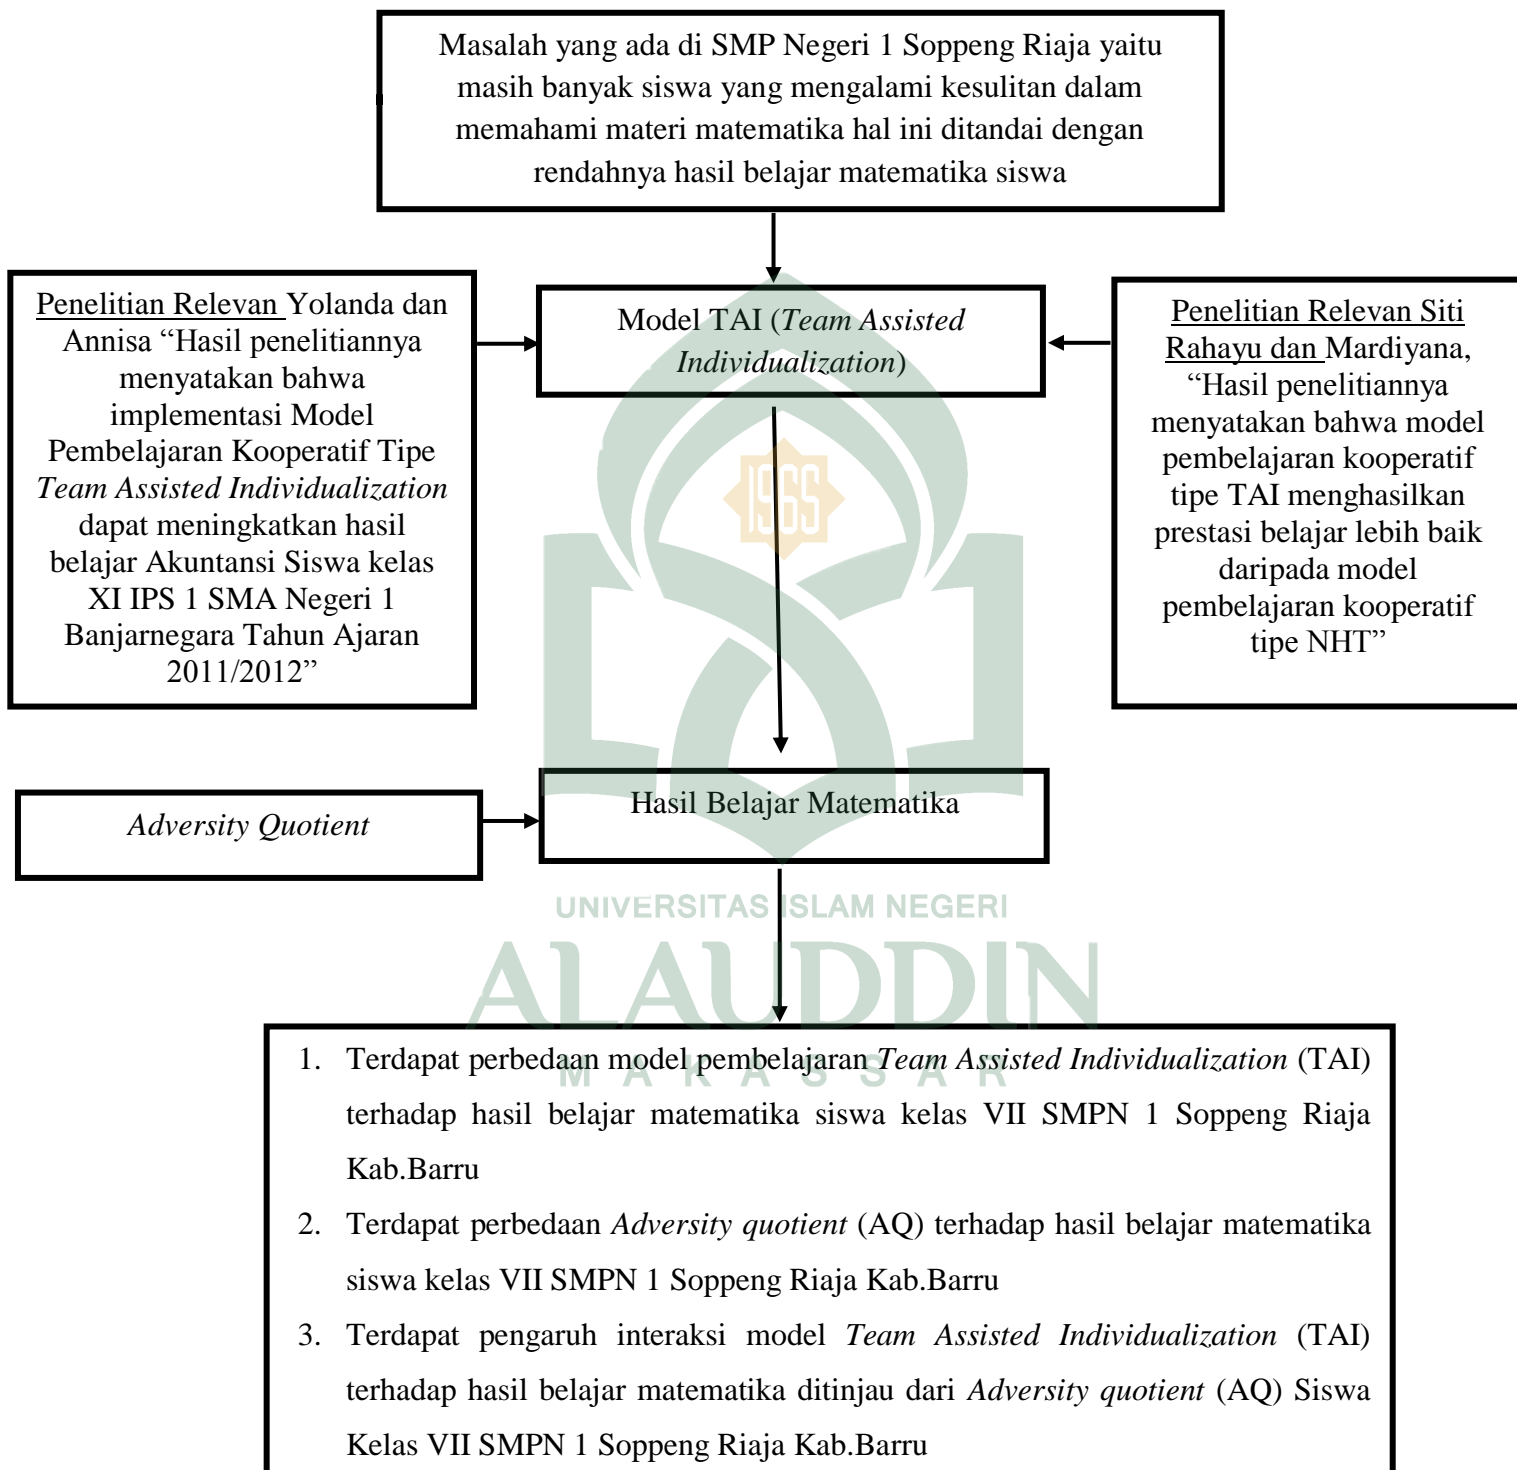 Masalah yang ada di SMP Negeri 1 Soppeng Riaja yaitu
masih banyak siswa yang mengalami kesulitan dalam
memahami materi matematika hal ini ditandai dengan
rendahnya hasil belajar matematika siswa
Penelitian Relevan Yolanda dan
Annisa “Hasil penelitiannya
menyatakan bahwa
implementasi Model
Pembelajaran Kooperatif Tipe
Team Assisted Individualization
dapat meningkatkan hasil
belajar Akuntansi Siswa kelas
XI IPS 1 SMA Negeri 1
Banjarnegara Tahun Ajaran
2011/2012”
Model TAI (Team Assisted
Individualization)
Penelitian Relevan Siti
Rahayu dan Mardiyana,
“Hasil penelitiannya
menyatakan bahwa model
pembelajaran kooperatif
tipe TAI menghasilkan
prestasi belajar lebih baik
daripada model
pembelajaran kooperatif
tipe NHT”
1965
Adversity Quotient
Hasil Belajar Matematika
UNIVERSITAS ISLAM NEGERI
ALAUDDIN
MAKASSAR
1. Terdapat perbedaan model pembelajaran Team Assisted Individualization (TAI)
terhadap hasil belajar matematika siswa kelas VII SMPN 1 Soppeng Riaja
Kab.Barru
2. Terdapat perbedaan Adversity quotient (AQ) terhadap hasil belajar matematika
siswa kelas VII SMPN 1 Soppeng Riaja Kab.Barru
3. Terdapat pengaruh interaksi model Team Assisted Individualization (TAI)
terhadap hasil belajar matematika ditinjau dari Adversity quotient (AQ) Siswa
Kelas VII SMPN 1 Soppeng Riaja Kab.Barru